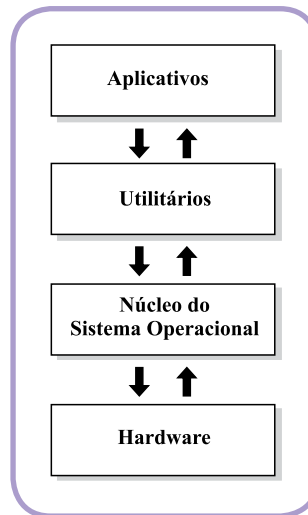 Aplicativos
Utilitários
Núcleo do
Sistema Operacional
Hardware